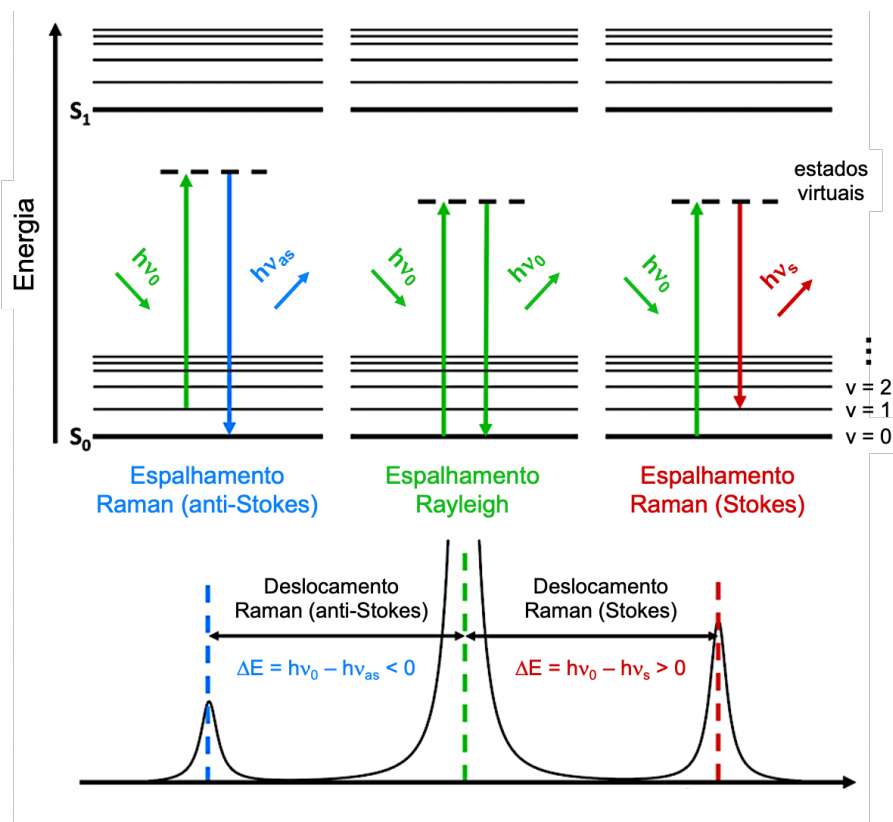 Energia
S₁
estados
virtuais
hν₀
hνₐₛ
hν₀
hν₀
hν₀
hνₛ
v = 2
v = 1
v = 0
S₀
Espalhamento
Raman (anti-Stokes)
Espalhamento
Rayleigh
Espalhamento
Raman (Stokes)
Deslocamento
Raman (anti-Stokes)
Deslocamento
Raman (Stokes)
ΔE = hν₀ – hνₐₛ < 0
ΔE = hν₀ – hνₛ > 0